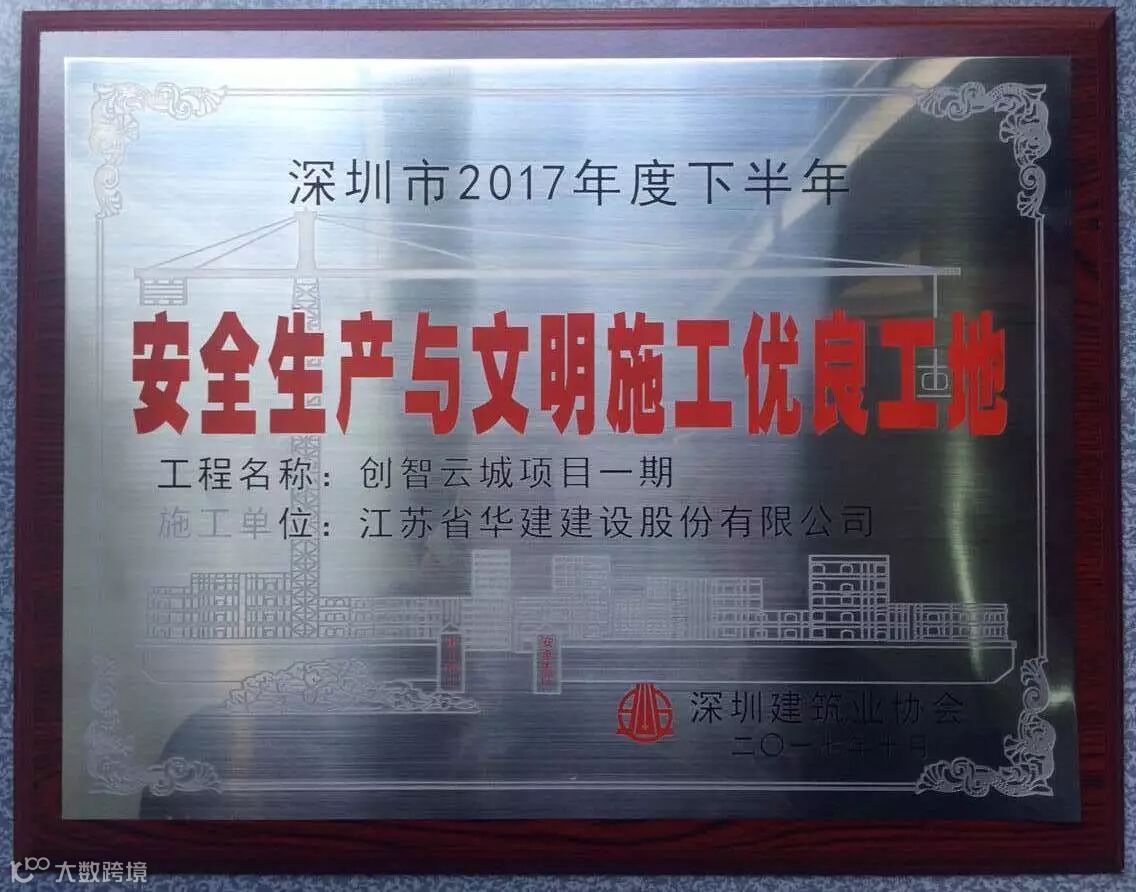 深圳市2017年度下半年
安全生产与文明施工优良工地
工程名称：创智云城项目一期
施工单位：江苏省华建建设股份有限公司
深圳建筑业协会
二〇一七年十月
大数跨境